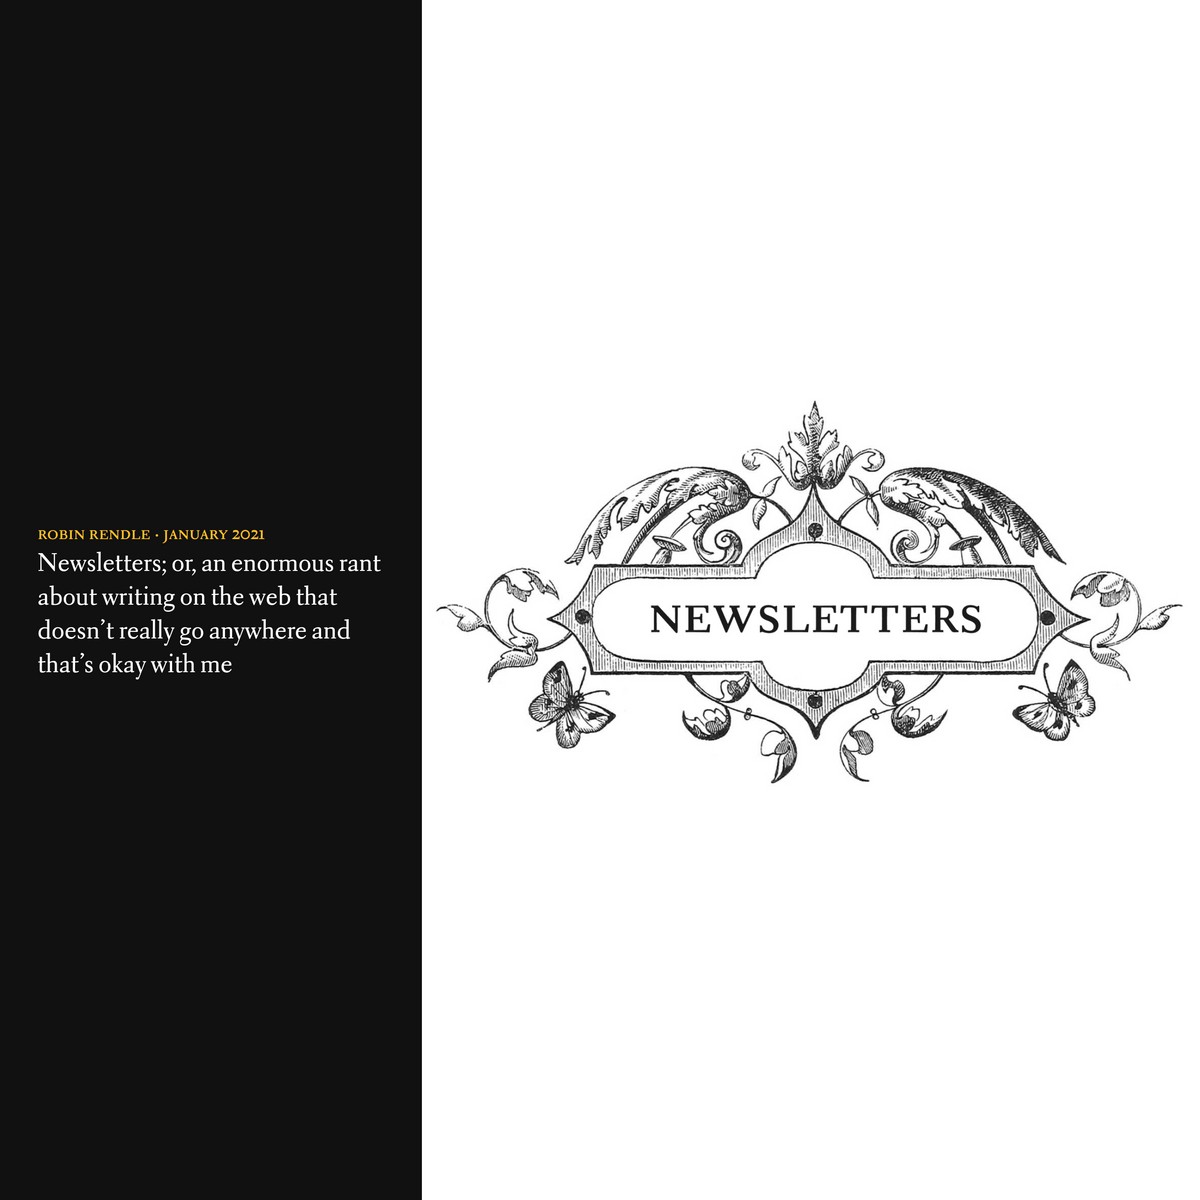 ROBIN RENDLE · JANUARY 2021
Newsletters; or, an enormous rant
about writing on the web that
doesn’t really go anywhere and
that’s okay with me
NEWSLETTERS